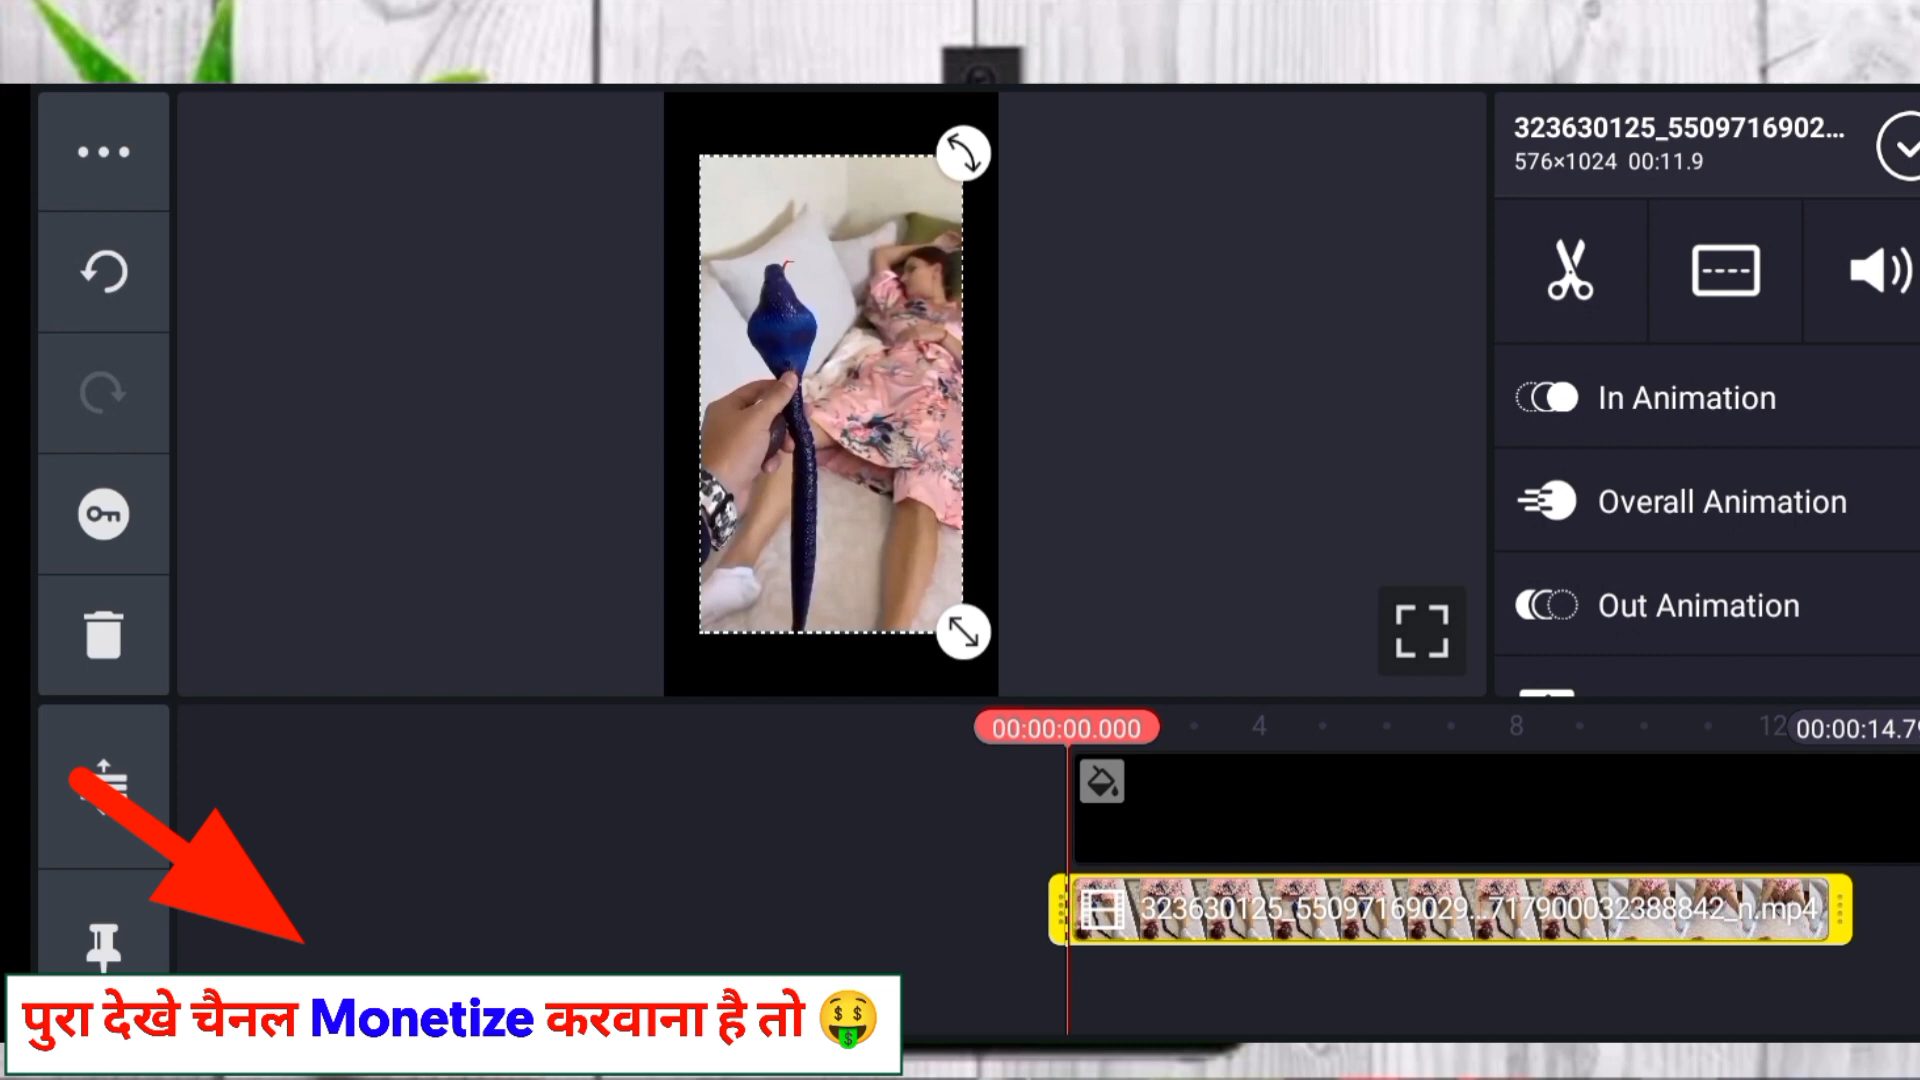 323630125_5509716902...
576×1024 00:11.9
In Animation
Overall Animation
Out Animation
00:00:00.000
4
8
12
00:00:14.79
323630125_55097169029...717900032388842_n.mp4
पुरा देखे चैनल Monetize करवाना है तो